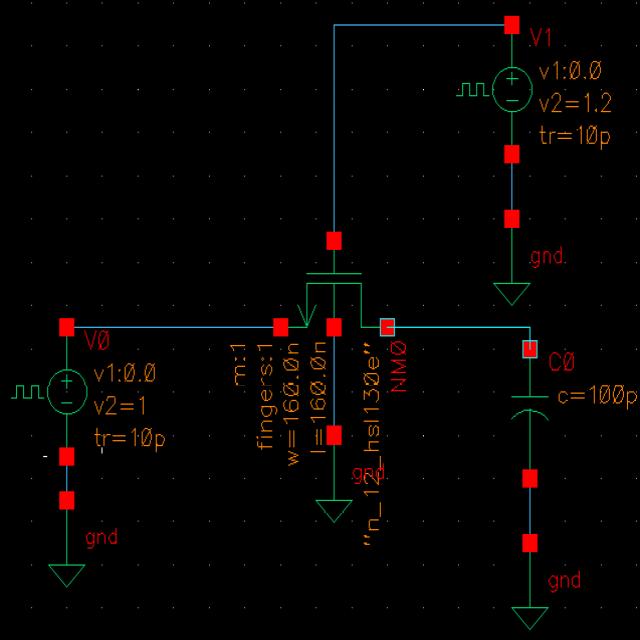 V1
v1:0.0
v2=1.2
tr=10p
gnd
V0
v1:0.0
v2=1
tr=10p
gnd
m:1
fingers:1
w=160.0n
l=160.0n
"n_12_hsl130e"
NM0
gnd
C0
c=100p
gnd